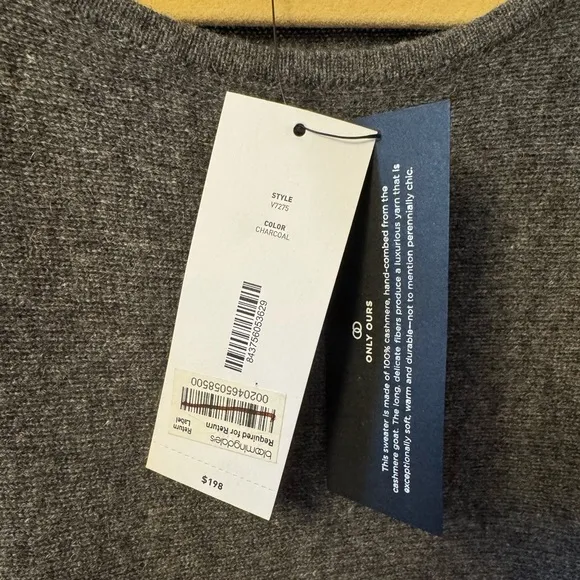 STYLE
V7275
COLOR
CHARCOAL
843756053629
0020465058500
bloomingdales
Required for Return
Return
Label
$198
ONLY OURS
This sweater is made of 100% cashmere, hand-combed from the
cashmere goat. The long, delicate fibers produce a luxurious yarn that is
exceptionally soft, warm and durable—not to mention perennially chic.